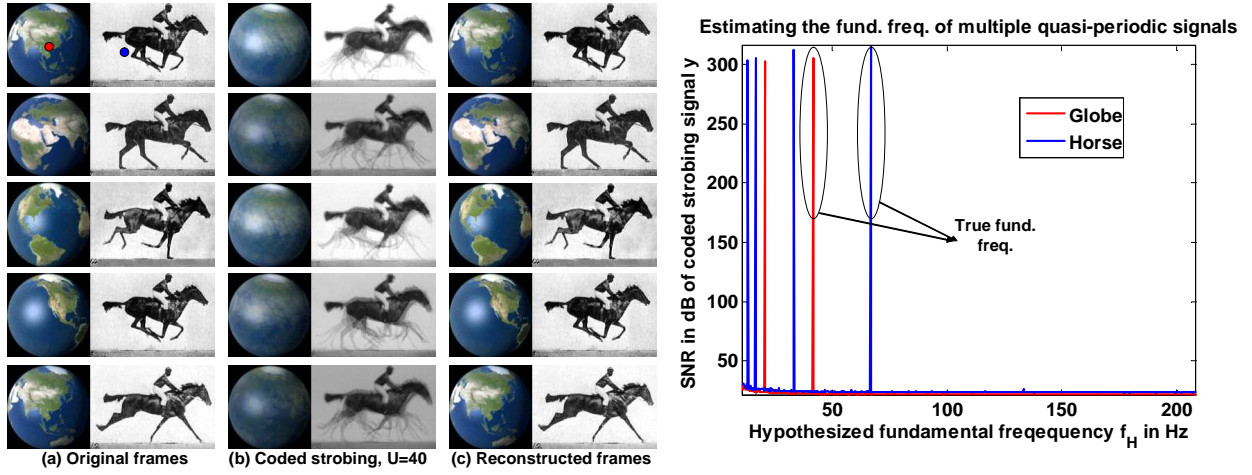 (a) Original frames
(b) Coded strobing, U=40
(c) Reconstructed frames
Estimating the fund. freq. of multiple quasi-periodic signals
SNR in dB of coded strobing signal y
300
250
200
150
100
50
Globe
Horse
True fund.
freq.
50
100
150
200
Hypothesized fundamental freqequency f_H in Hz